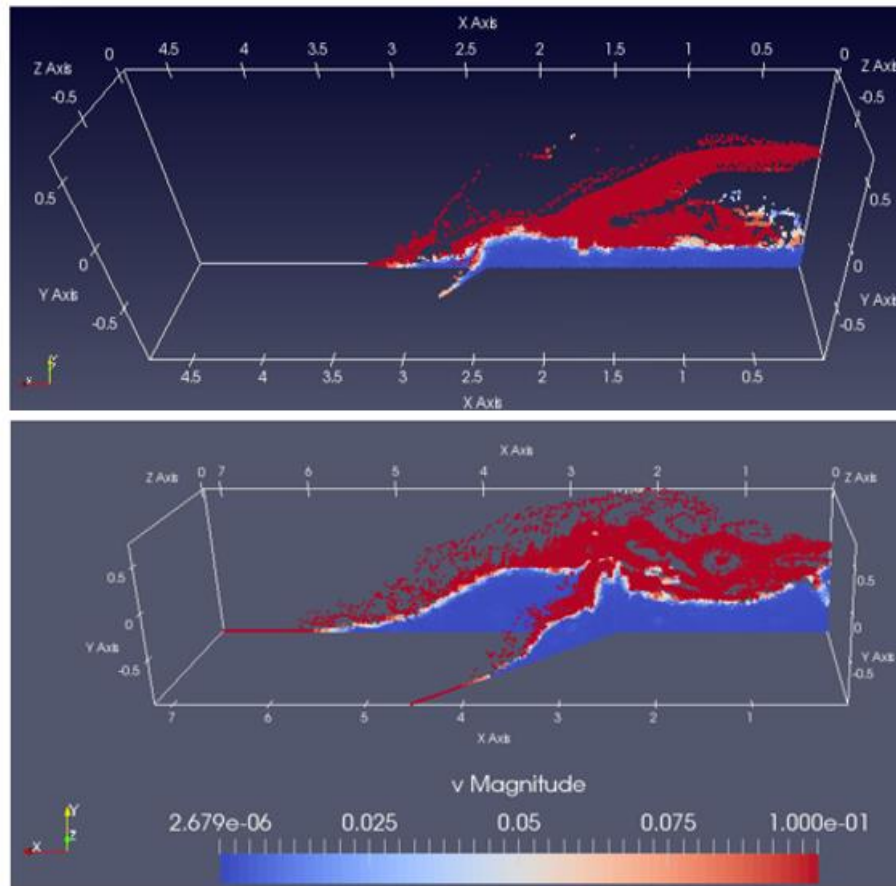 X Axis
4.5 4 3.5 3 2.5 2 1.5 1 0.5 0
0
Z Axis
-0.5
Z Axis
-0.5
0.5
0.5
0
0
Y Axis
-0.5
Y Axis
-0.5
4.5 4 3.5 3 2.5 2 1.5 1 0.5
X Axis
Y
x
X Axis
Z Axis 0 7 6 5 4 3 2 1 0 Z Axis
0.5
0.5
0
0
Y Axis
-0.5
Y Axis
-0.5
7 6 5 4 3 2 1
X Axis
v Magnitude
2.679e-06 0.025 0.05 0.075 1.000e-01
Y
Z
X